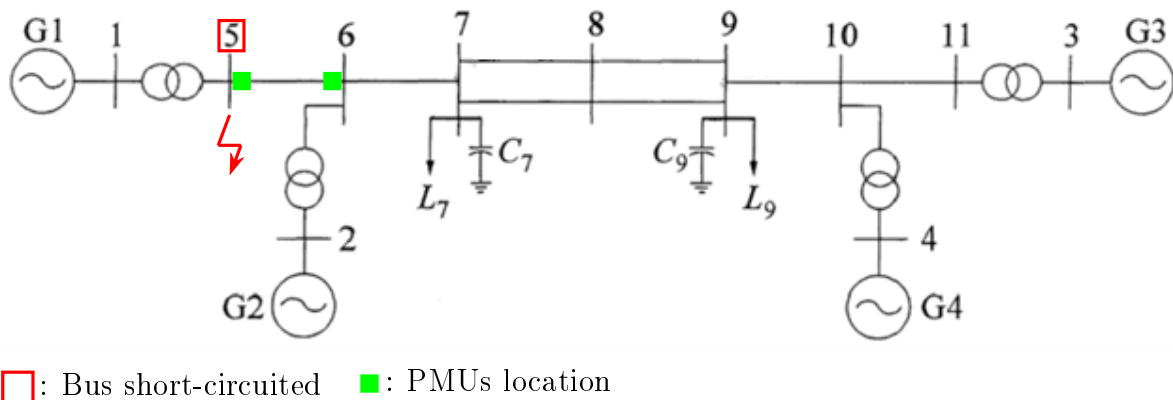 G1 1 5 6 7 8 9 10 11 3 G3
C7 C9
L7 L9
2 4
G2 G4
: Bus short-circuited : PMUs location